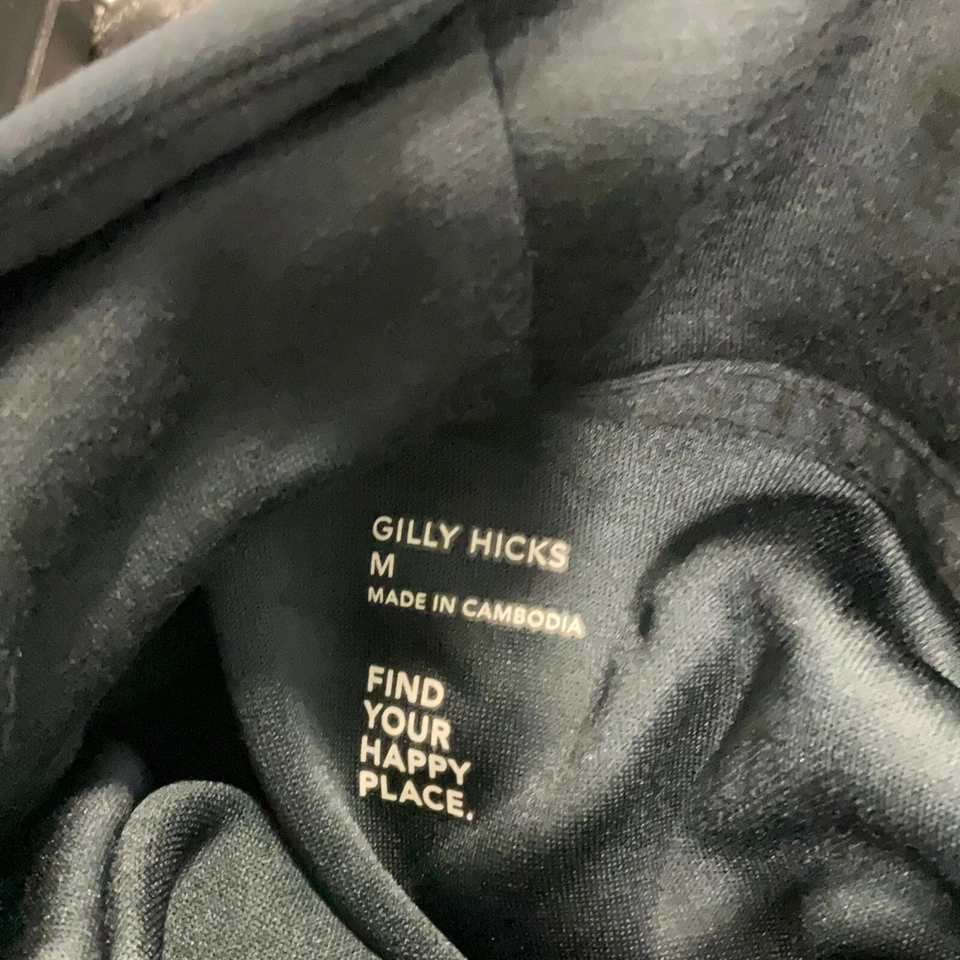 GILLY HICKS
M
MADE IN CAMBODIA
FIND
YOUR
HAPPY
PLACE.